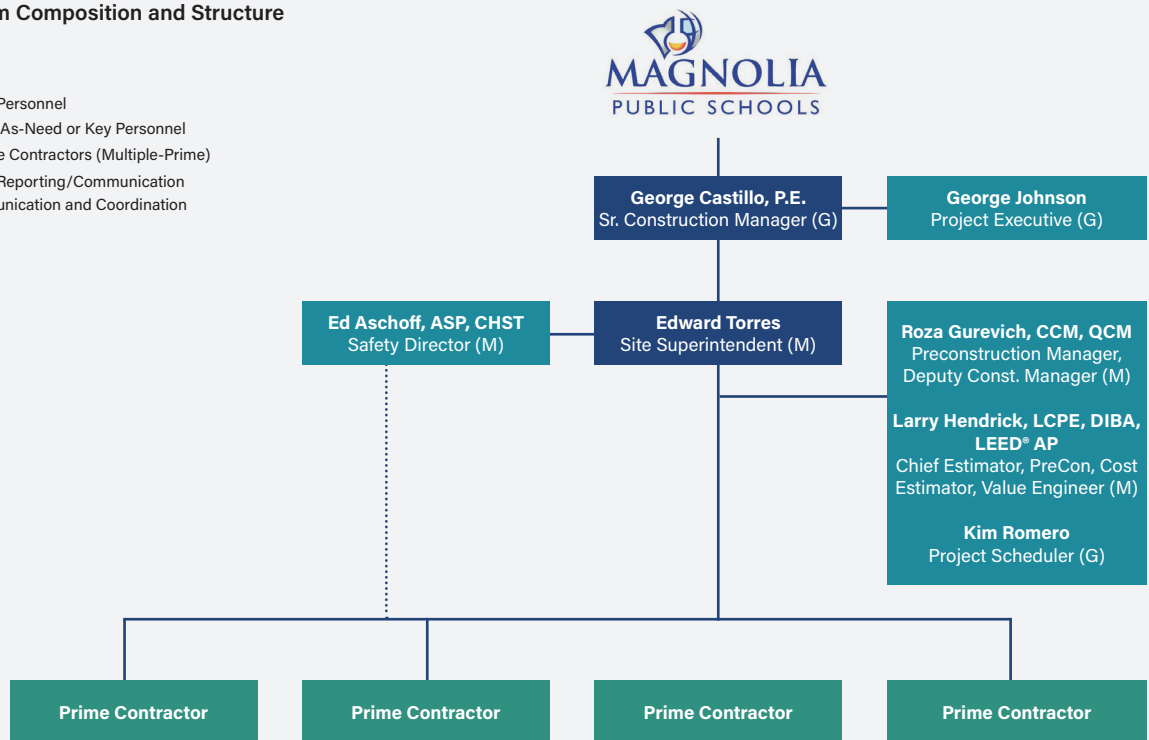 m Composition and Structure
MAGNOLIA
PUBLIC SCHOOLS
Personnel
As-Need or Key Personnel
e Contractors (Multiple-Prime)
Reporting/Communication
unication and Coordination
George Castillo, P.E.
Sr. Construction Manager (G)
George Johnson
Project Executive (G)
Ed Aschoff, ASP, CHST
Safety Director (M)
Edward Torres
Site Superintendent (M)
Roza Gurevich, CCM, QCM
Preconstruction Manager,
Deputy Const. Manager (M)
Larry Hendrick, LCPE, DIBA,
LEED® AP
Chief Estimator, PreCon, Cost
Estimator, Value Engineer (M)
Kim Romero
Project Scheduler (G)
Prime Contractor
Prime Contractor
Prime Contractor
Prime Contractor